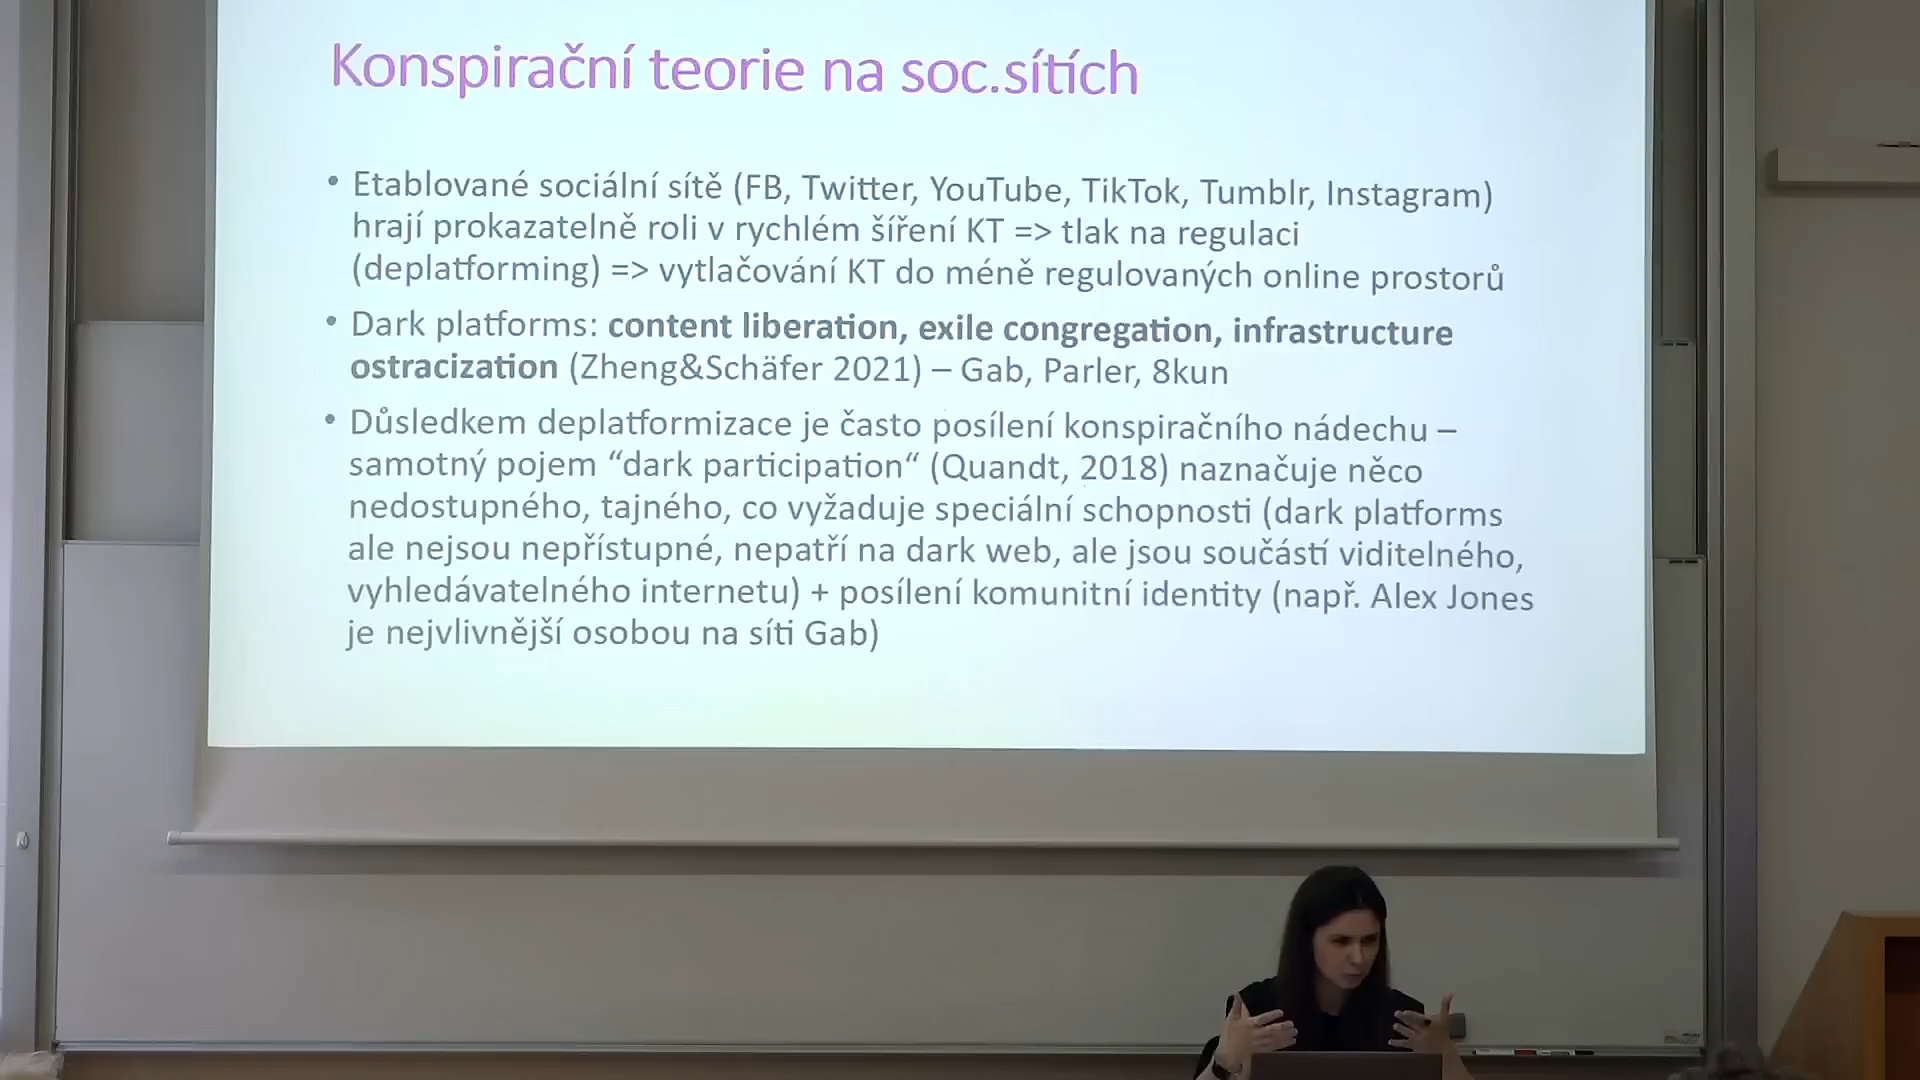 Konspirační teorie na soc.sítích
• Etablované sociální sítě (FB, Twitter, YouTube, TikTok, Tumblr, Instagram)
hrají prokazatelně roli v rychlém šíření KT => tlak na regulaci
(deplatforming) => vytlačování KT do méně regulovaných online prostorů
• Dark platforms: content liberation, exile congregation, infrastructure
ostracization (Zheng&Schäfer 2021) – Gab, Parler, 8kun
• Důsledkem deplatformizace je často posílení konspiračního nádechu –
samotný pojem “dark participation“ (Quandt, 2018) naznačuje něco
nedostupného, tajného, co vyžaduje speciální schopnosti (dark platforms
ale nejsou nepřístupné, nepatří na dark web, ale jsou součástí viditelného,
vyhledávatelného internetu) + posílení komunitní identity (např. Alex Jones
je nejvlivnější osobou na síti Gab)